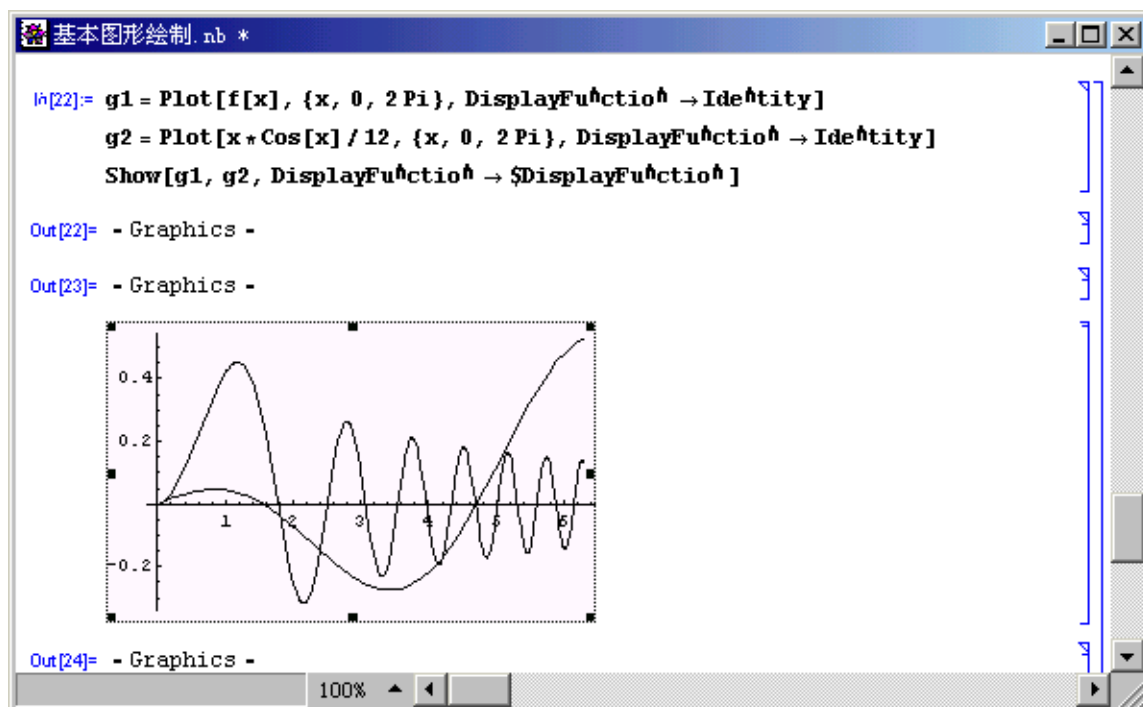 基本图形绘制.nb *
In[22]:= g1 = Plot[f[x], {x, 0, 2 Pi}, DisplayFunction → Identity]
g2 = Plot[x*Cos[x] / 12, {x, 0, 2 Pi}, DisplayFunction → Identity]
Show[g1, g2, DisplayFunction → $DisplayFunction ]
Out[22]= - Graphics -
Out[23]= - Graphics -
0.4
0.2
1 2 3 4 5 6
-0.2
Out[24]= - Graphics -
100%